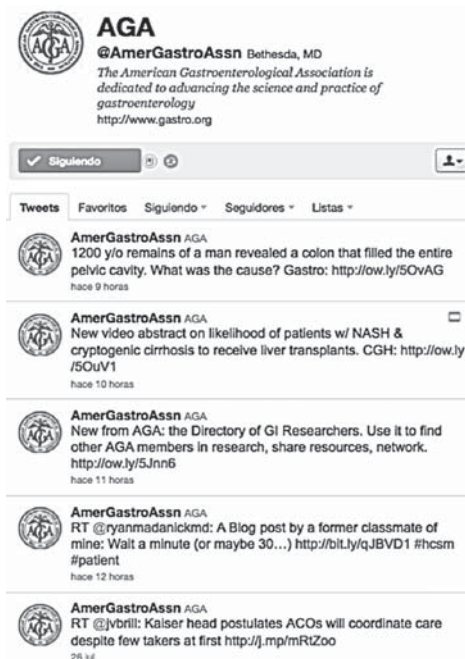 AGA
@AmerGastroAssn Bethesda, MD
The American Gastroenterological Association is
dedicated to advancing the science and practice of
gastroenterology
http://www.gastro.org
Siguiendo
Tweets Favoritos Siguiendo Seguidores Listas
AmerGastroAssn AGA
1200 y/o remains of a man revealed a colon that filled the entire
pelvic cavity. What was the cause? Gastro: http://ow.ly/5OvAG
hace 9 horas
AmerGastroAssn AGA
New video abstract on likelihood of patients w/ NASH &
cryptogenic cirrhosis to receive liver transplants. CGH: http://ow.ly
/5OuV1
hace 10 horas
AmerGastroAssn AGA
New from AGA: the Directory of GI Researchers. Use it to find
other AGA members in research, share resources, network.
http://ow.ly/5Jnn6
hace 11 horas
AmerGastroAssn AGA
RT @ryanmadanickmd: A Blog post by a former classmate of
mine: Wait a minute (or maybe 30...) http://bit.ly/qJBVD1 #hcsm
#patient
hace 12 horas
AmerGastroAssn AGA
RT @jvbrill: Kaiser head postulates ACOs will coordinate care
despite few takers at first http://j.mp/mRtZoo
26 jul